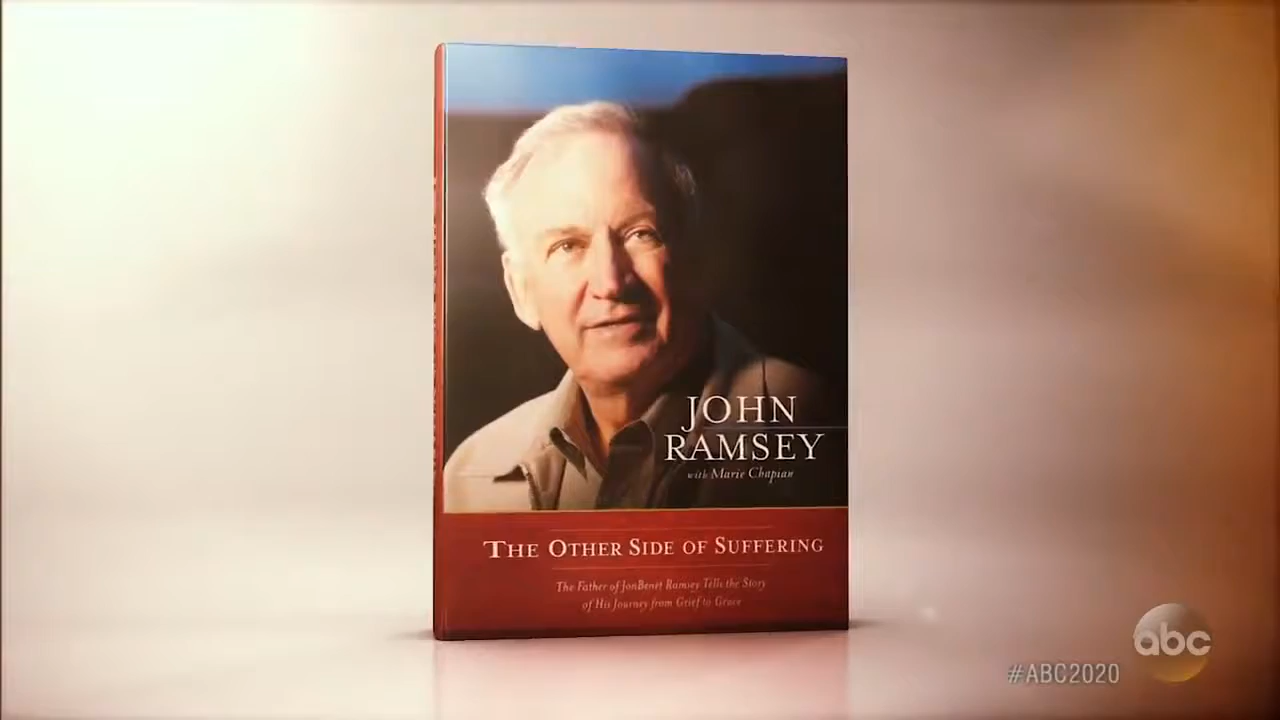 JOHN
RAMSEY
with Marie Chapian
THE OTHER SIDE OF SUFFERING
The Father of JonBenét Ramsey Tells the Story
of His Journey from Grief to Grace
abc
#ABC2020